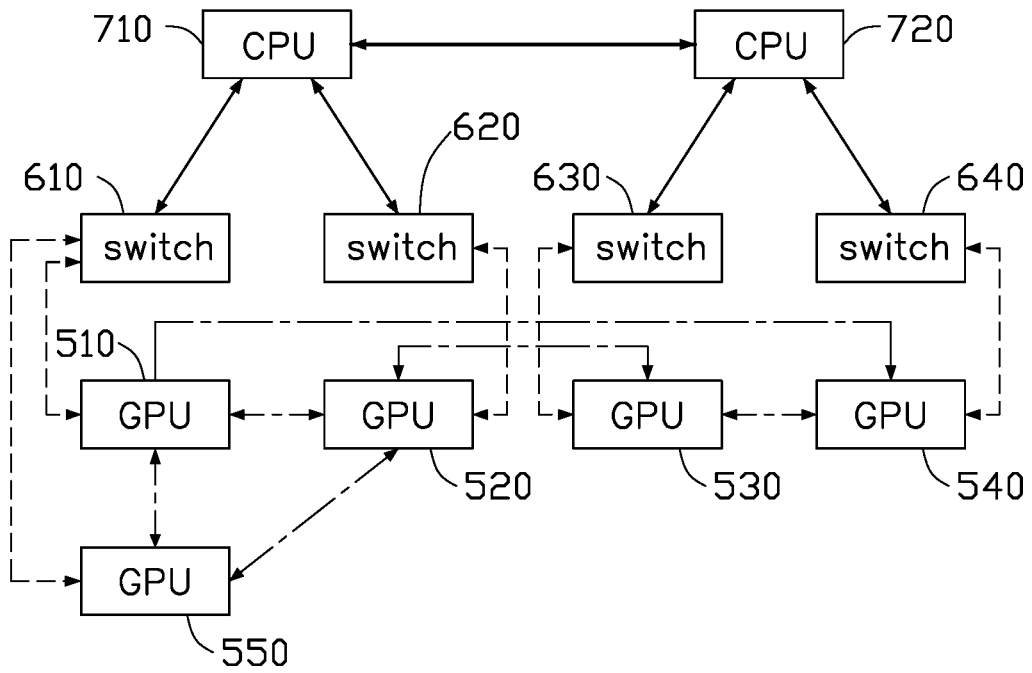 710 CPU CPU 720
620
610 630 640
switch switch switch switch
510
GPU GPU GPU GPU
520 530 540
GPU
550